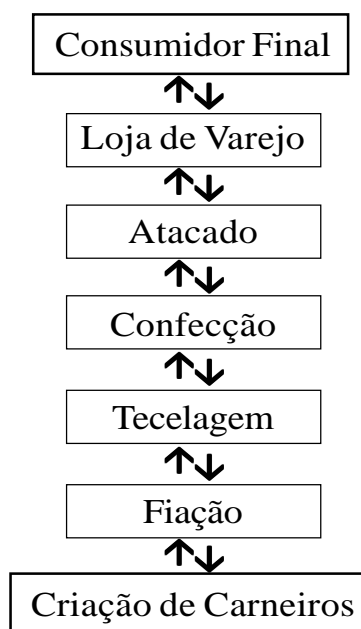 Consumidor Final
Loja de Varejo
Atacado
Confecção
Tecelagem
Fiação
Criação de Carneiros